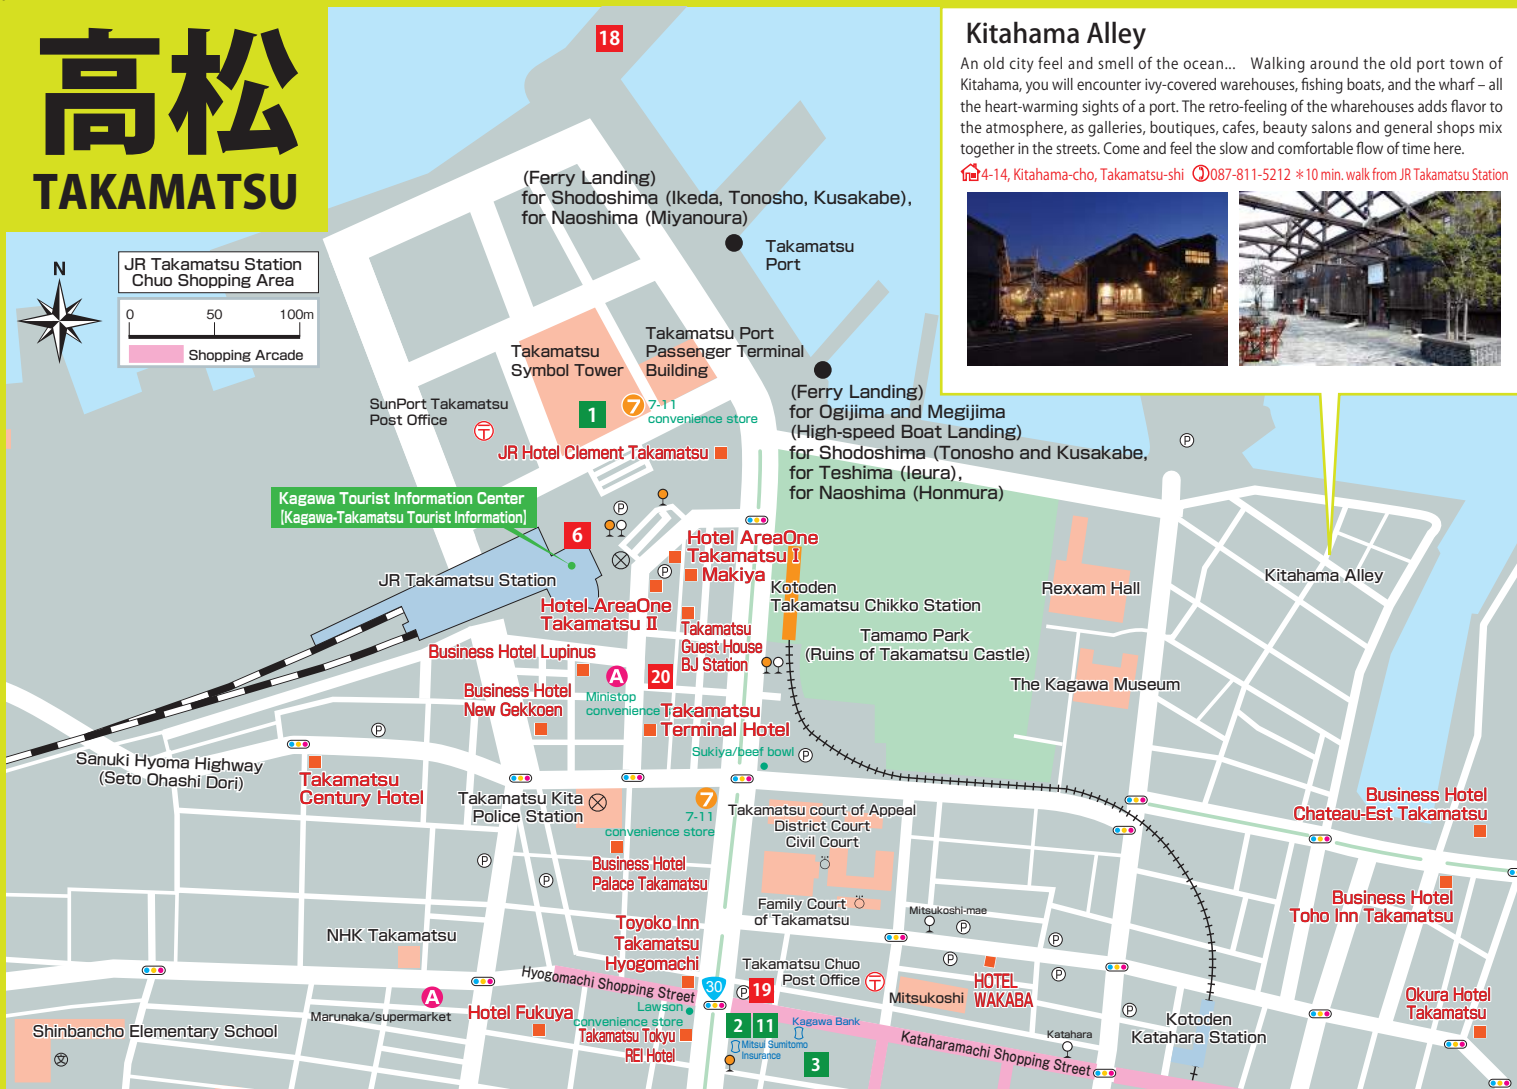 高松
TAKAMATSU
18
Kitahama Alley
An old city feel and smell of the ocean... Walking around the old port town of
Kitahama, you will encounter ivy-covered warehouses, fishing boats, and the wharf – all
the heart-warming sights of a port. The retro-feeling of the wharehouses adds flavor to
the atmosphere, as galleries, boutiques, cafes, beauty salons and general shops mix
together in the streets. Come and feel the slow and comfortable flow of time here.
4-14, Kitahama-cho, Takamatsu-shi 087-811-5212 ＊10 min. walk from JR Takamatsu Station
N
JR Takamatsu Station
Chuo Shopping Area
0 50 100m
Shopping Arcade
(Ferry Landing)
for Shodoshima (Ikeda, Tonosho, Kusakabe),
for Naoshima (Miyanoura)
Takamatsu
Port
Takamatsu
Symbol Tower
Takamatsu Port
Passenger Terminal
Building
1
7
7-11
convenience store
SunPort Takamatsu
Post Office
JR Hotel Clement Takamatsu
(Ferry Landing)
for Ogijima and Megijima
(High-speed Boat Landing)
for Shodoshima (Tonosho and Kusakabe,
for Teshima (Ieura),
for Naoshima (Honmura)
P
Kagawa Tourist Information Center
[Kagawa-Takamatsu Tourist Information]
6
P
P
JR Takamatsu Station
Hotel AreaOne
Takamatsu I
Makiya
Hotel AreaOne
Takamatsu II
Takamatsu
Guest House
BJ Station
Kotoden
Takamatsu Chikko Station
Tamamo Park
(Ruins of Takamatsu Castle)
Rexxam Hall
Kitahama Alley
The Kagawa Museum
Business Hotel Lupinus
A
20
Ministop
convenience
Business Hotel
New Gekkoen
Takamatsu
Terminal Hotel
Sukiya/beef bowl
P
P
Sanuki Hyoma Highway
(Seto Ohashi Dori)
Takamatsu
Century Hotel
Takamatsu Kita
Police Station
7
7-11
convenience store
Takamatsu court of Appeal
District Court
Civil Court
Business Hotel
Chateau-Est Takamatsu
P
P
Business Hotel
Palace Takamatsu
Family Court
of Takamatsu
Business Hotel
Toho Inn Takamatsu
Mitsukoshi-mae
P
P
P
P
NHK Takamatsu
Toyoko Inn
Takamatsu
Hyogomachi
Hyogomachi Shopping Street
30
P
19
Takamatsu Chuo
Post Office
Mitsukoshi
HOTEL
WAKABA
P
A
Marunaka/supermarket
Hotel Fukuya
Lawson
convenience store
Takamatsu Tokyu
REI Hotel
2
11
Kagawa Bank
Mitsui Sumitomo
Insurance
3
Kataharamachi Shopping Street
Katahara
Kotoden
Katahara Station
Okura Hotel
Takamatsu
Shinbancho Elementary School
文